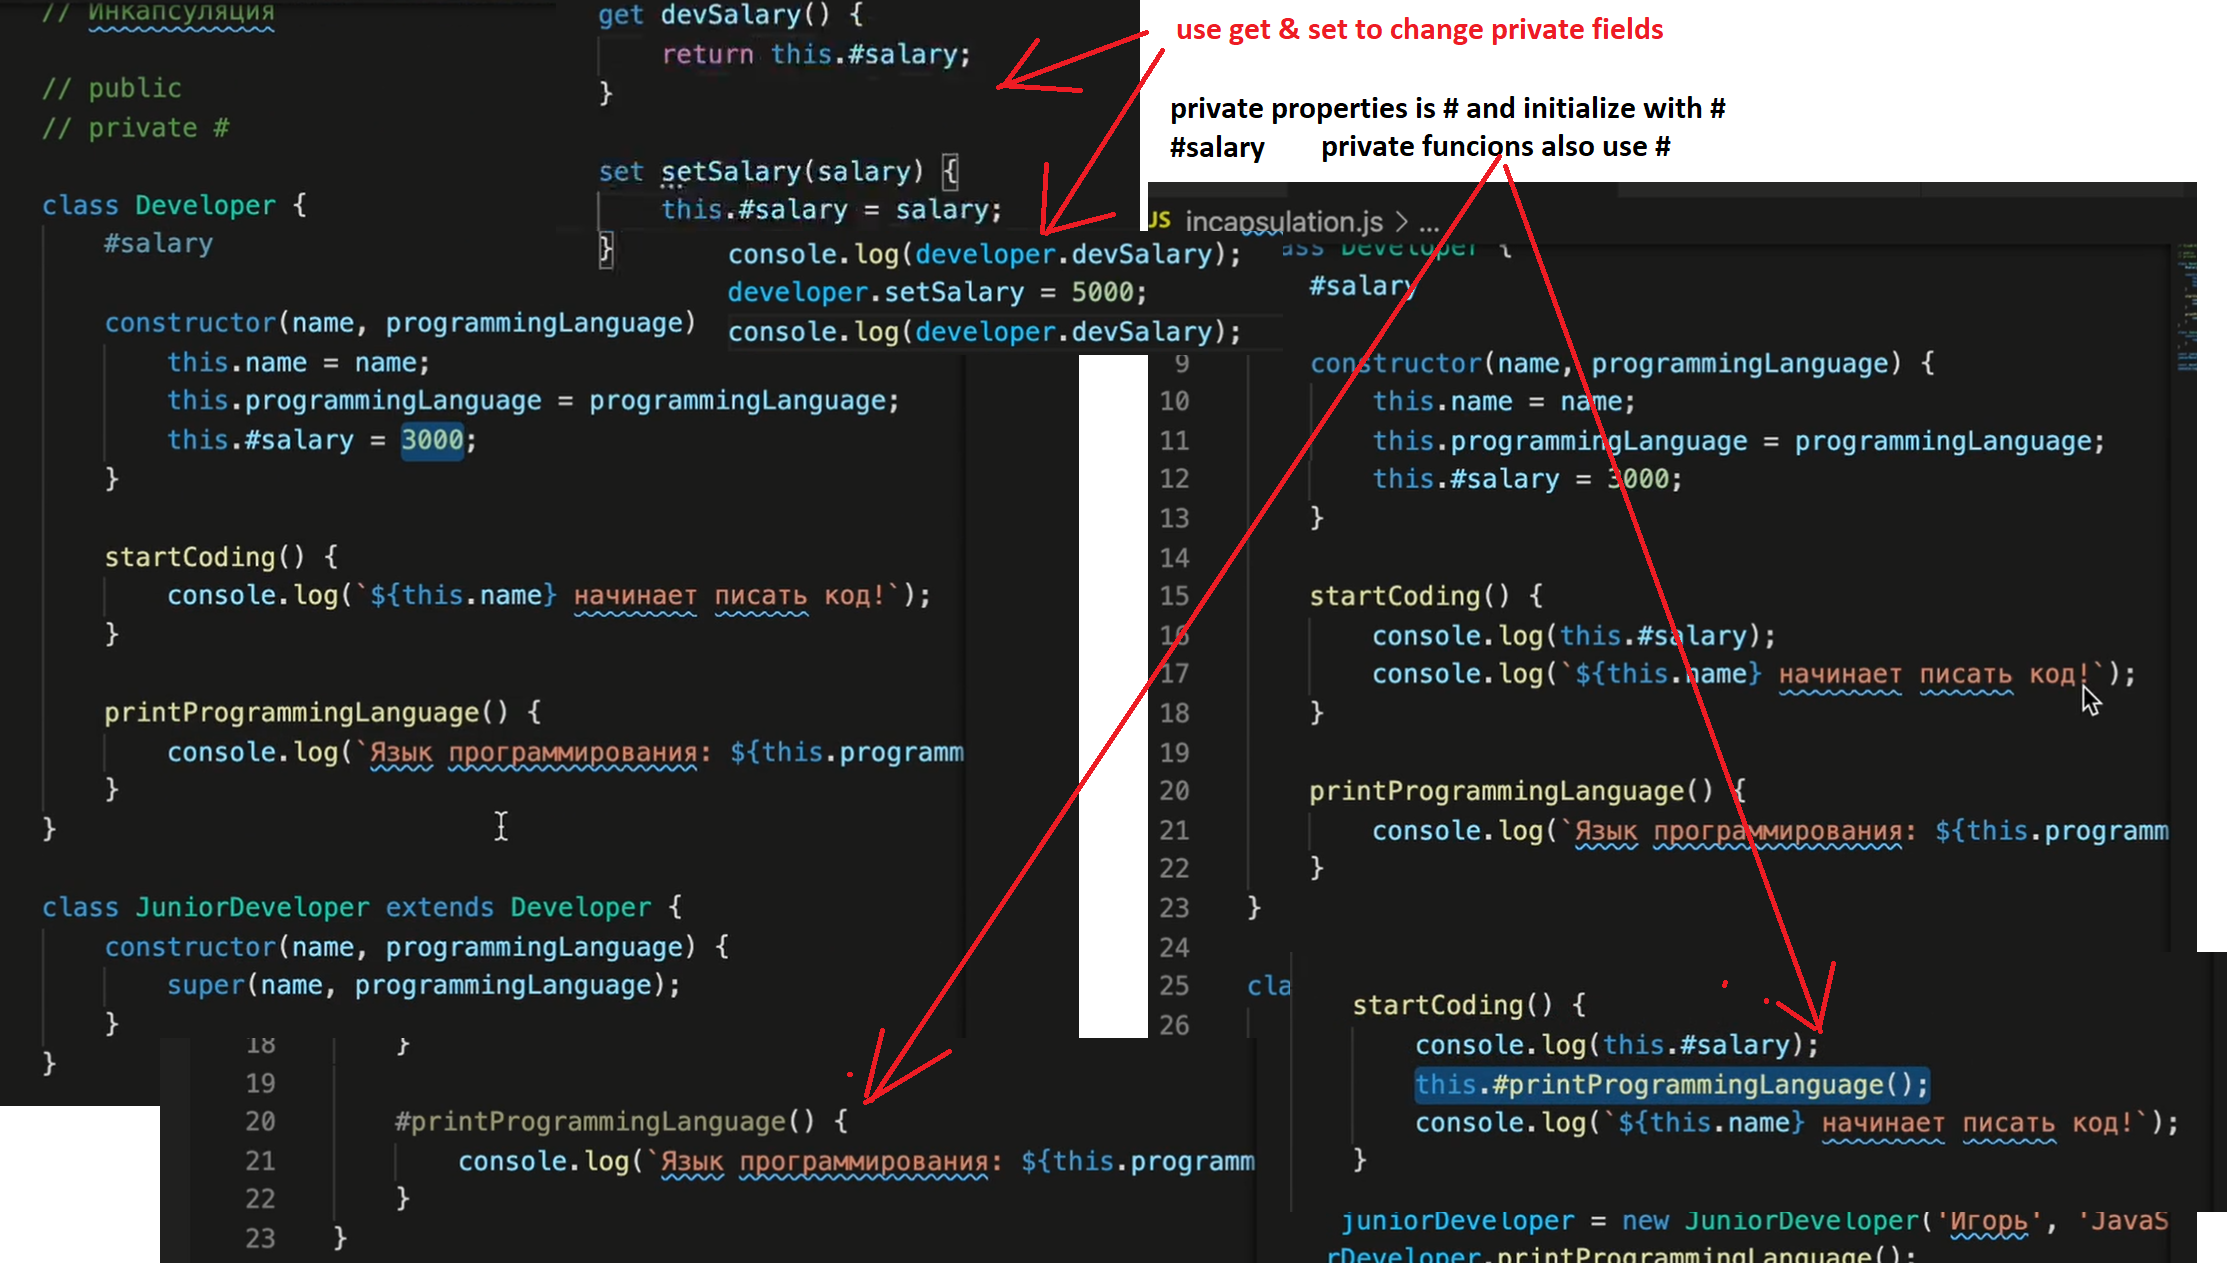 // Инкапсуляция
// public
// private #
class Developer {
#salary
constructor(name, programmingLanguage)
this.name = name;
this.programmingLanguage = programmingLanguage;
this.#salary = 3000;
}
startCoding() {
console.log(`${this.name} начинает писать код!`);
}
printProgrammingLanguage() {
console.log(`Язык программирования: ${this.programm
}
}
class JuniorDeveloper extends Developer {
constructor(name, programmingLanguage) {
super(name, programmingLanguage);
}
}
get devSalary() {
return this.#salary;
}
set setSalary(salary) {
this.#salary = salary;
}
console.log(developer.devSalary);
developer.setSalary = 5000;
console.log(developer.devSalary);
use get & set to change private fields
private properties is # and initialize with #
#salary private funcions also use #
JS incapsulation.js > ...
ass Developer {
#salary
9 constructor(name, programmingLanguage) {
10 this.name = name;
11 this.programmingLanguage = programmingLanguage;
12 this.#salary = 3000;
13 }
14
15 startCoding() {
16 console.log(this.#salary);
17 console.log(`${this.name} начинает писать код!`);
18 }
19
20 printProgrammingLanguage() {
21 console.log(`Язык программирования: ${this.programm
22 }
23 }
24
25 cla
26
18 }
19
20 #printProgrammingLanguage() {
21 console.log(`Язык программирования: ${this.programm
22 }
23 }
startCoding() {
console.log(this.#salary);
this.#printProgrammingLanguage();
console.log(`${this.name} начинает писать код!`);
}
juniorDeveloper = new JuniorDeveloper('Игорь', 'JavaS
rDeveloper.printProgrammingLanguage();